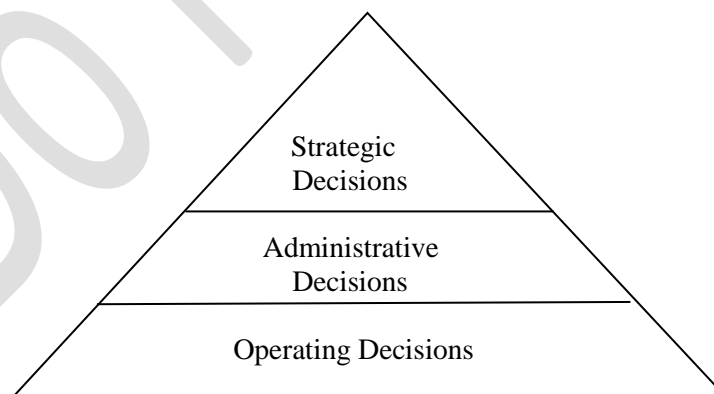 Strategic
Decisions
Administrative
Decisions
Operating Decisions